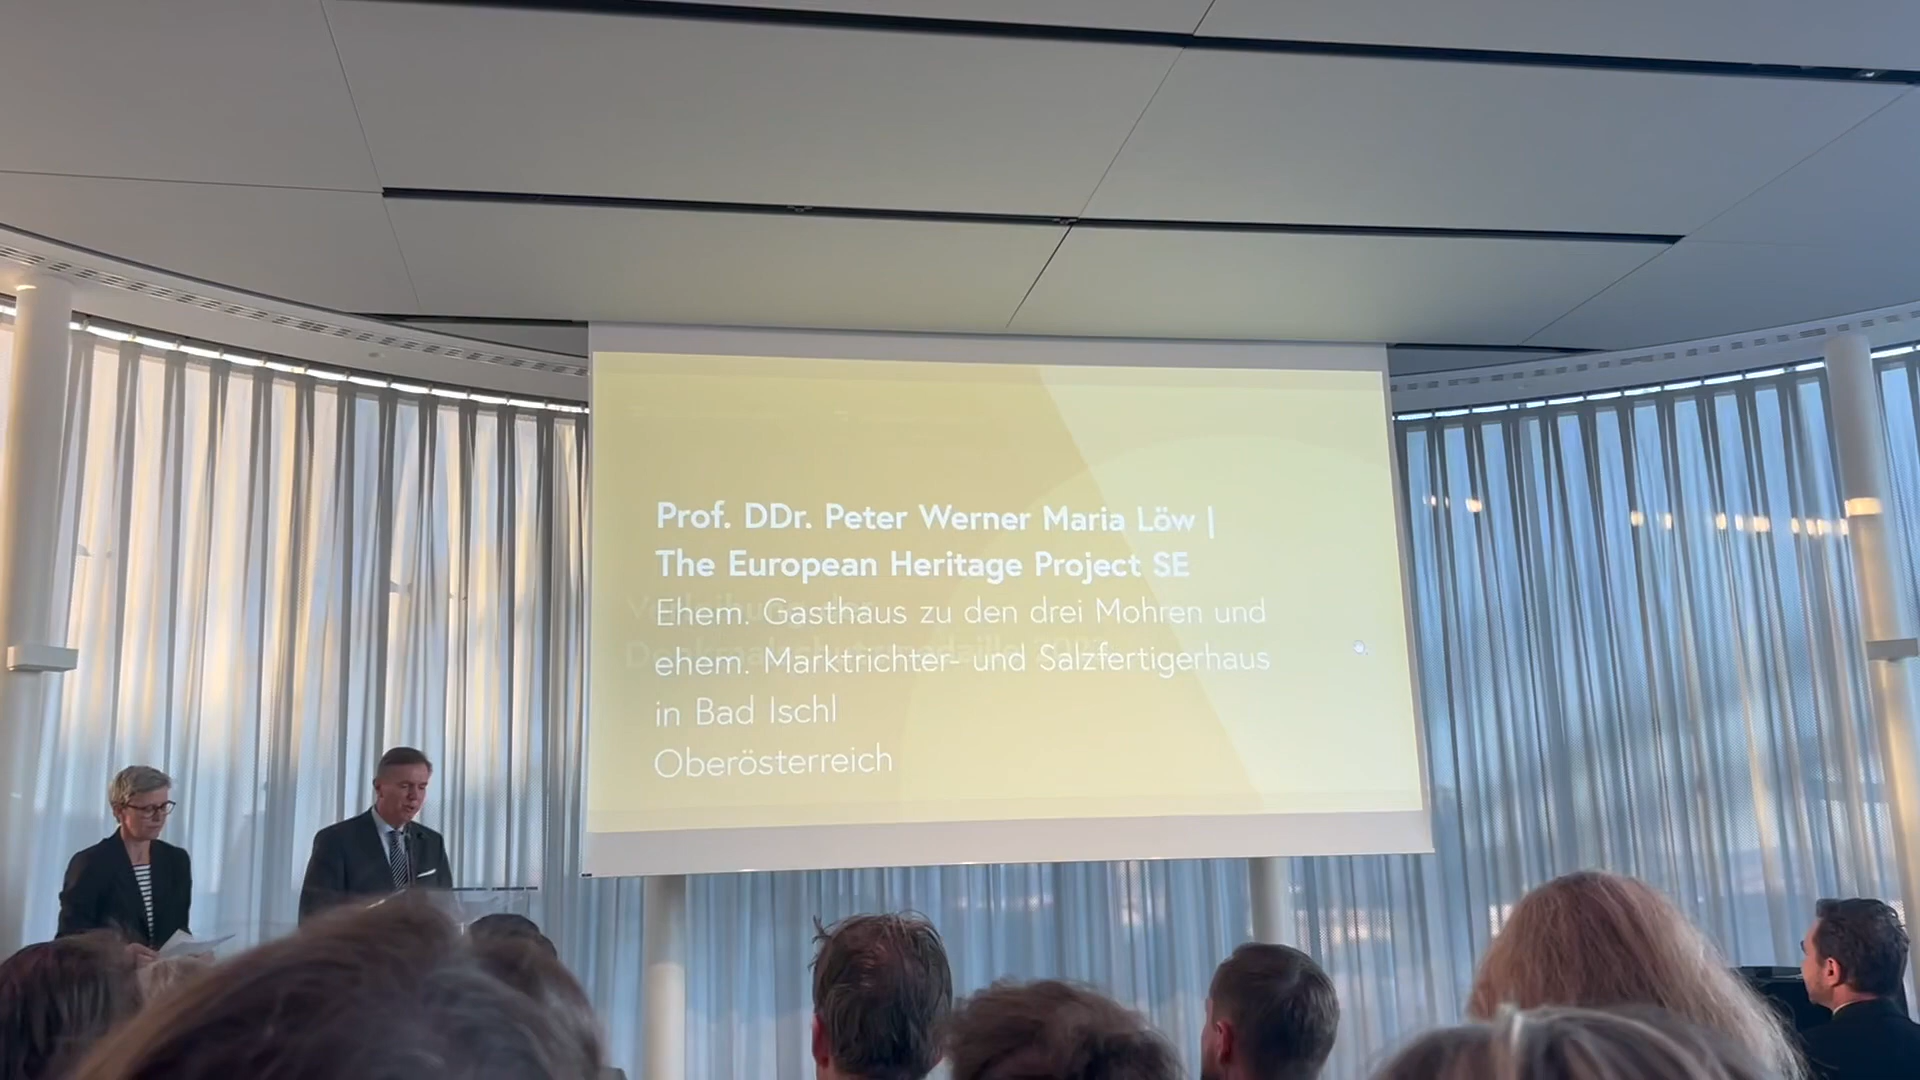 Prof. DDr. Peter Werner Maria Löw |
The European Heritage Project SE
Ehem. Gasthaus zu den drei Mohren und
ehem. Marktrichter- und Salzfertigerhaus
in Bad Ischl
Oberösterreich